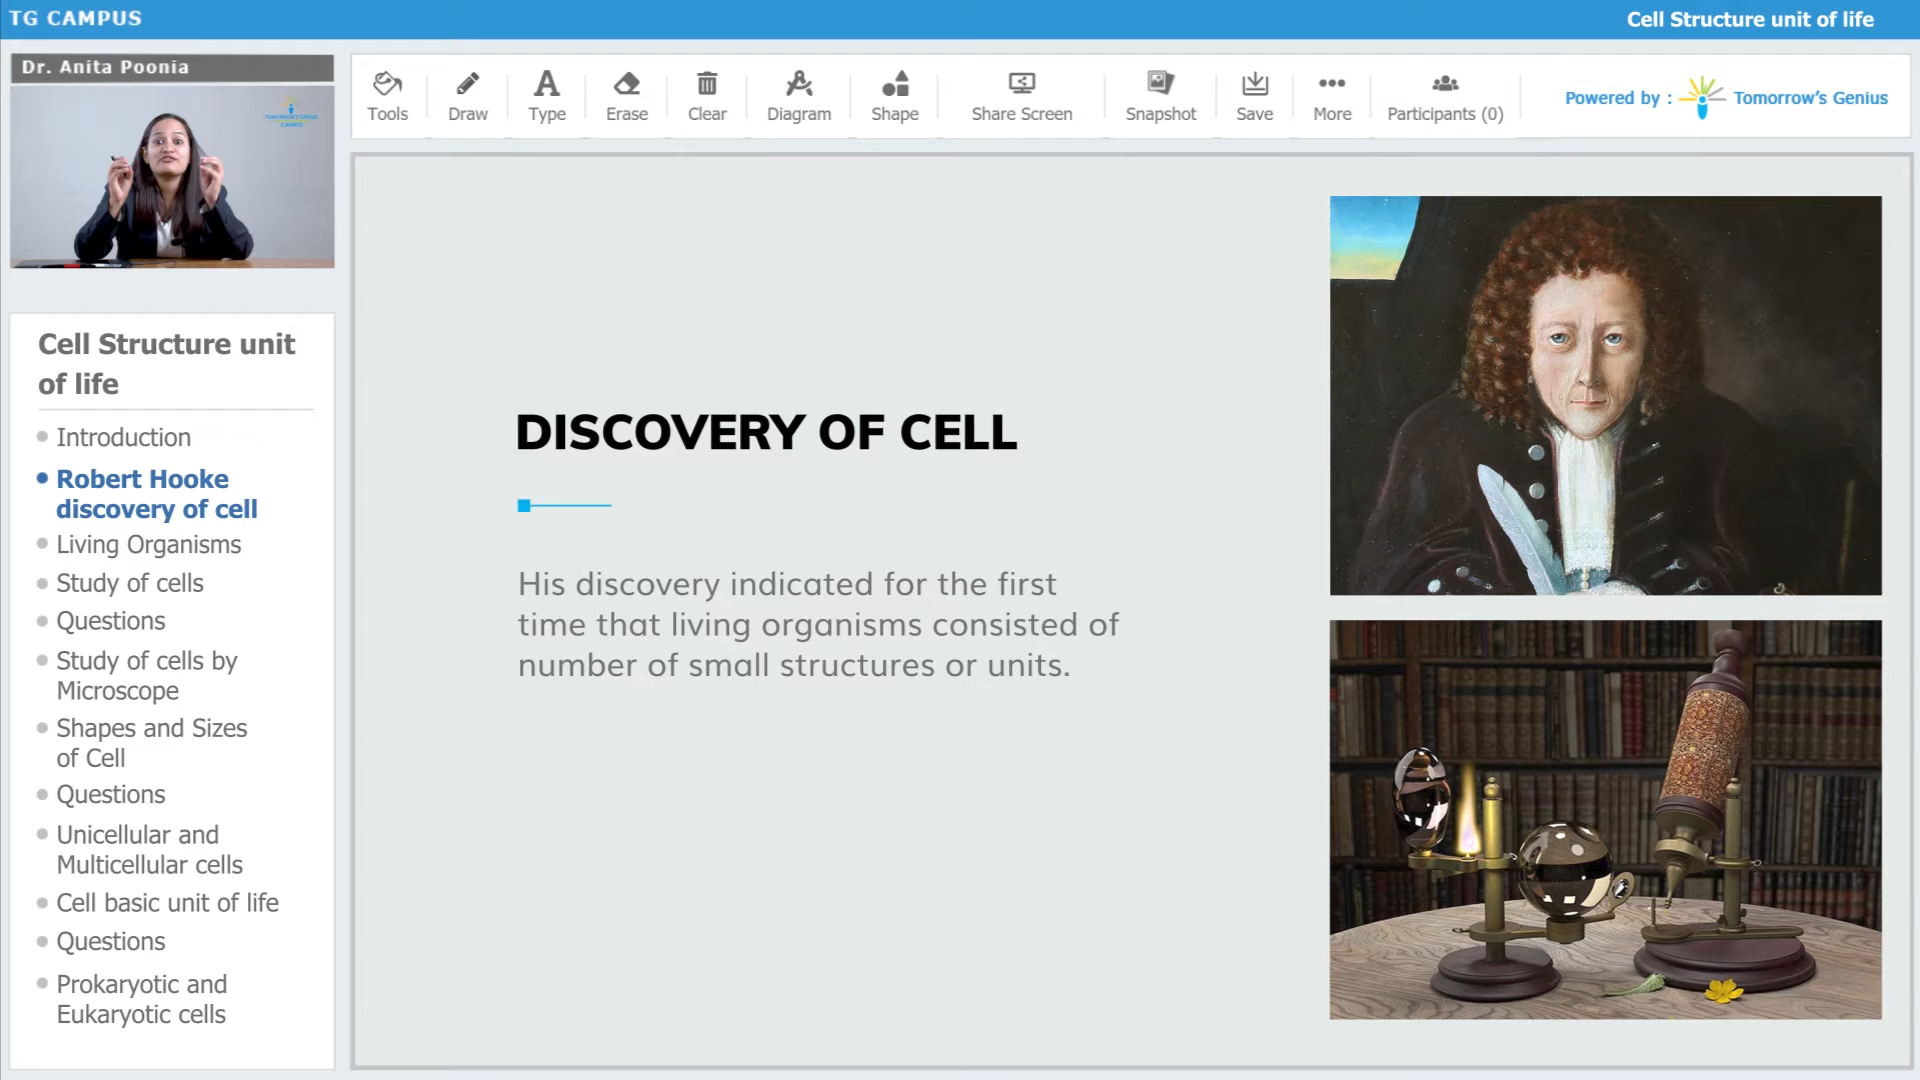 TG CAMPUS
Cell Structure unit of life
Dr. Anita Poonia
TOMORROW'S GENIUS
CAMPUS
Tools
Draw
Type
Erase
Clear
Diagram
Shape
Share Screen
Snapshot
Save
More
Participants (0)
Powered by :
Tomorrow's Genius
Cell Structure unit
of life
Introduction
Robert Hooke
discovery of cell
Living Organisms
Study of cells
Questions
Study of cells by
Microscope
Shapes and Sizes
of Cell
Questions
Unicellular and
Multicellular cells
Cell basic unit of life
Questions
Prokaryotic and
Eukaryotic cells
DISCOVERY OF CELL
His discovery indicated for the first
time that living organisms consisted of
number of small structures or units.